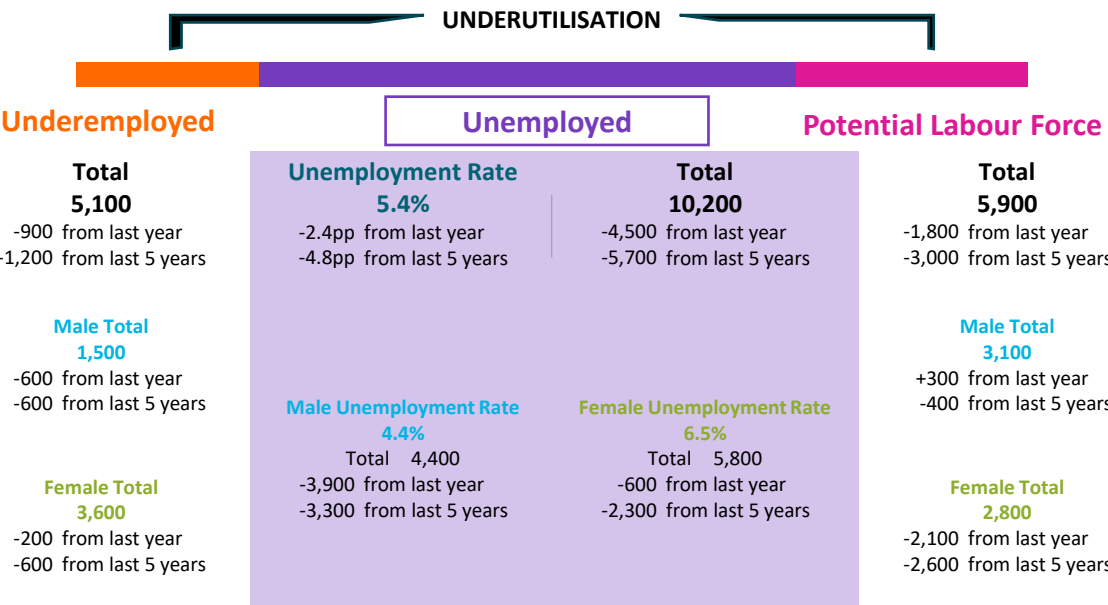 UNDERUTILISATION
Underemployed
Total
5,100
-900 from last year
-1,200 from last 5 years
Male Total
1,500
-600 from last year
-600 from last 5 years
Female Total
3,600
-200 from last year
-600 from last 5 years
Unemployed
Unemployment Rate
5.4%
-2.4pp from last year
-4.8pp from last 5 years
Total
10,200
-4,500 from last year
-5,700 from last 5 years
Male Unemployment Rate
4.4%
Total 4,400
-3,900 from last year
-3,300 from last 5 years
Female Unemployment Rate
6.5%
Total 5,800
-600 from last year
-2,300 from last 5 years
Potential Labour Force
Total
5,900
-1,800 from last year
-3,000 from last 5 years
Male Total
3,100
+300 from last year
-400 from last 5 years
Female Total
2,800
-2,100 from last year
-2,600 from last 5 years